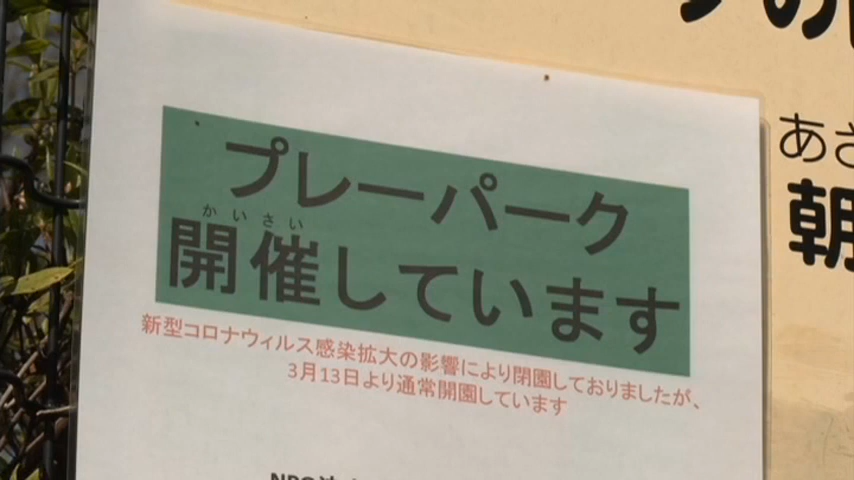 プレーパーク
かいさい
開催しています
新型コロナウィルス感染拡大の影響により閉園しておりましたが、
3月13日より通常開園しています
あさ
朝